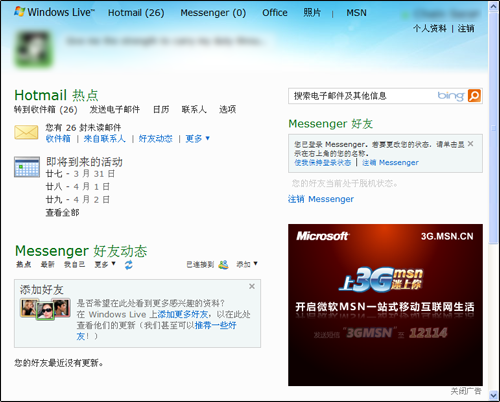 Windows Live™ Hotmail (26) Messenger (0) Office 照片 | MSN
个人资料 | 注销
Hotmail 热点
转到收件箱 (26) 发送电子邮件 日历 联系人 选项
您有 26 封未读邮件
收件箱 | 来自联系人 | 好友动态 | 更多
即将到来的活动
廿七 - 3 月 31 日
廿八 - 4 月 1 日
廿九 - 4 月 2 日
查看全部
Messenger 好友动态
热点 最新 我自己 更多 已连接到 添加
添加好友
是否希望在此处看到更多感兴趣的资料?
在 Windows Live 上添加更多好友，以在此处
查看他们的更新（我们甚至可以推荐一些好
友！）
您的好友最近没有更新。
搜索电子邮件及其他信息 bing
Messenger 好友
您已登录 Messenger。若要更改您的状态，请单击显
示在右上角的您的名称。
使我保持登录状态 | 注销 Messenger
您的好友当前处于脱机状态。
注销 Messenger
Microsoft 3G.MSN.CN
上3G msn 迷上你
开启微软MSN一站式移动互联网生活
发送短信 "3GMSN" 至 12114
关闭广告